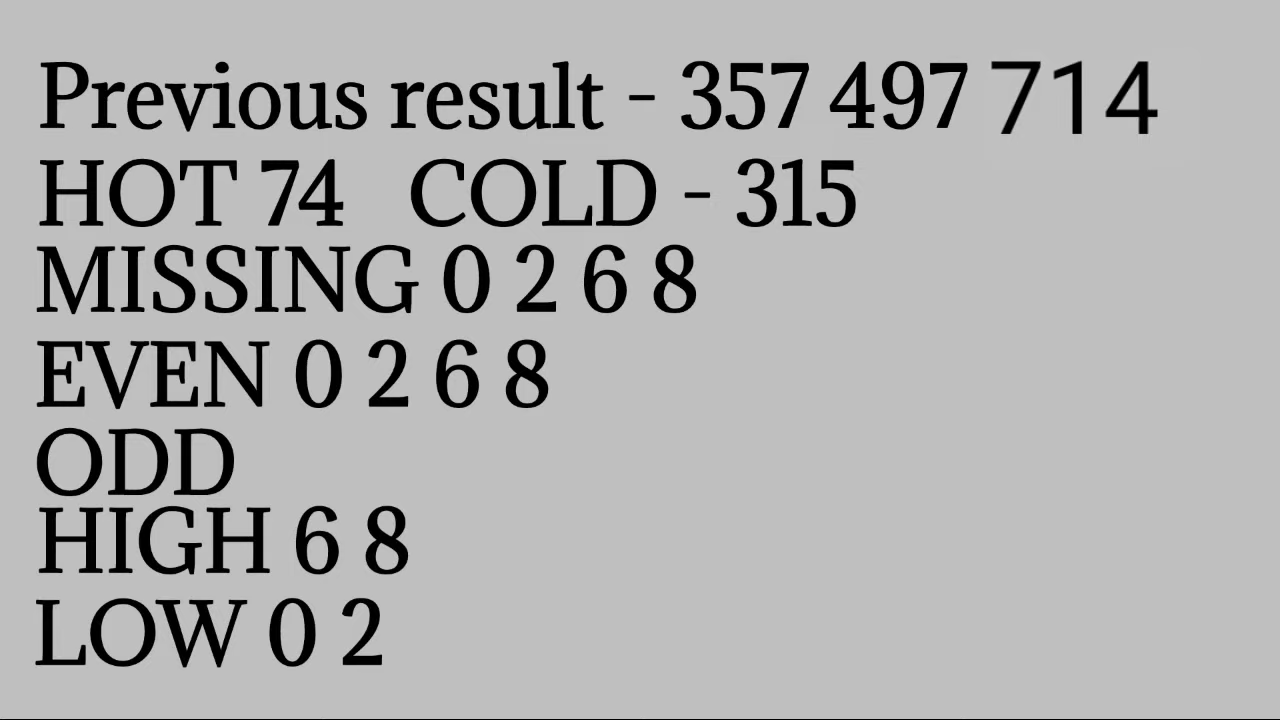 Previous result - 357 497 714
HOT 74 COLD - 315
MISSING 0 2 6 8
EVEN 0 2 6 8
ODD
HIGH 6 8
LOW 0 2